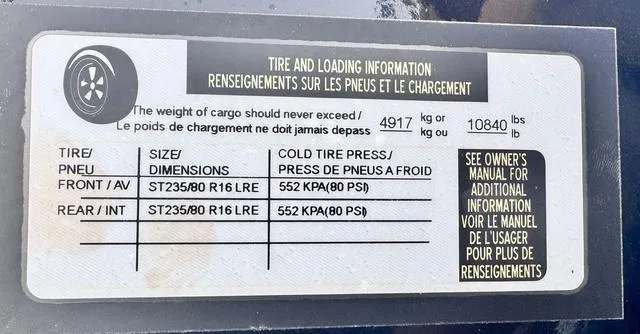 TIRE AND LOADING INFORMATION
RENSEIGNEMENTS SUR LES PNEUS ET LE CHARGEMENT
The weight of cargo should never exceed / 4917 kg or 10840 lbs
Le poids de chargement ne doit jamais depass kg ou lb
TIRE/ SIZE/ COLD TIRE PRESS./
PNEU DIMENSIONS PRESS DE PNEUS A FROID
FRONT / AV ST235/80 R16 LRE 552 KPA(80 PSI)
REAR / INT ST235/80 R16 LRE 552 KPA(80 PSI)
SEE OWNER'S
MANUAL FOR
ADDITIONAL
INFORMATION
VOIR LE MANUEL
DE L'USAGER
POUR PLUS DE
RENSEIGNEMENTS